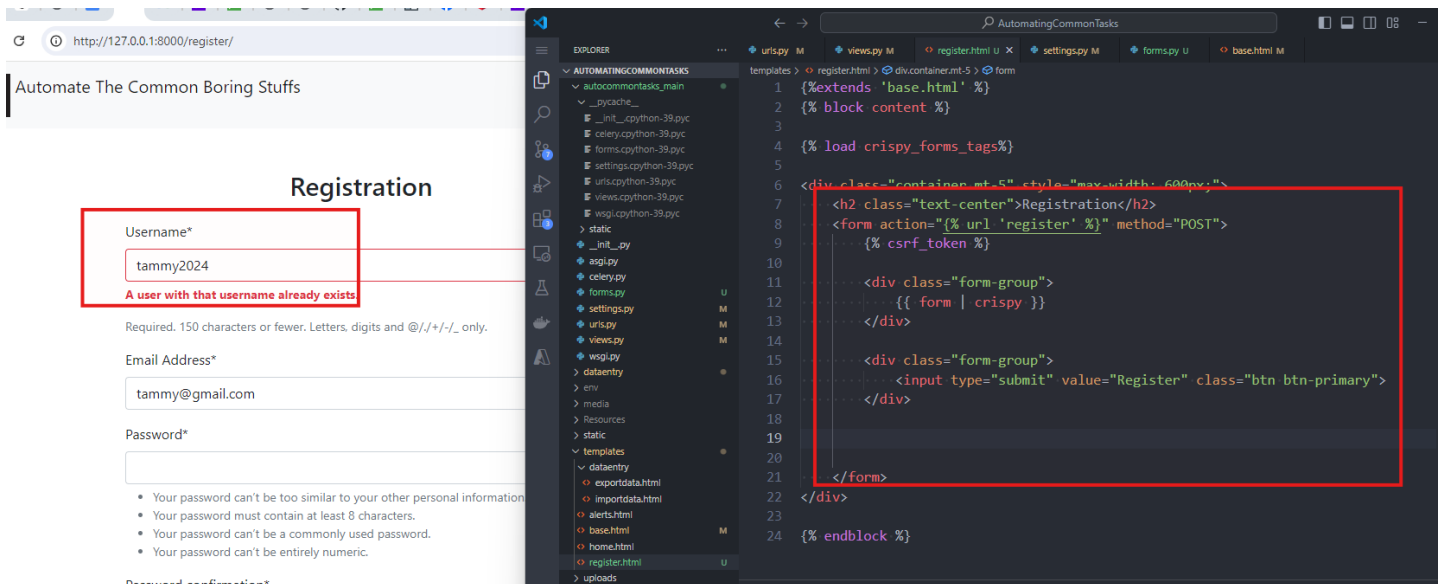 http://127.0.0.1:8000/register/
Automate The Common Boring Stuffs
Registration
Username*
tammy2024
A user with that username already exists.
Required. 150 characters or fewer. Letters, digits and @/./+/-/_ only.
Email Address*
tammy@gmail.com
Password*
Your password can't be too similar to your other personal information
Your password must contain at least 8 characters.
Your password can't be a commonly used password.
Your password can't be entirely numeric.
Password confirmation*
AutomatingCommonTasks
EXPLORER
AUTOMATINGCOMMONTASKS
autocommontasks_main
__pycache__
__init__.cpython-39.pyc
celery.cpython-39.pyc
forms.cpython-39.pyc
settings.cpython-39.pyc
urls.cpython-39.pyc
views.cpython-39.pyc
wsgi.cpython-39.pyc
static
__init__.py
asgi.py
celery.py
forms.py U
settings.py M
urls.py M
views.py M
wsgi.py
dataentry
env
media
Resources
static
templates
dataentry
exportdata.html
importdata.html
alerts.html
base.html M
home.html
register.html U
uploads
7
3
urls.py M views.py M register.html U settings.py M forms.py U base.html M
templates > register.html > div.container.mt-5 > form
1 {%extends 'base.html' %}
2 {% block content %}
3
4 {% load crispy_forms_tags%}
5
6 <div class="container mt-5" style="max-width: 600px;">
7 <h2 class="text-center">Registration</h2>
8 <form action="{% url 'register' %}" method="POST">
9 {% csrf_token %}
10
11 <div class="form-group">
12 {{ form | crispy }}
13 </div>
14
15 <div class="form-group">
16 <input type="submit" value="Register" class="btn btn-primary">
17 </div>
18
19
20
21 </form>
22 </div>
23
24 {% endblock %}